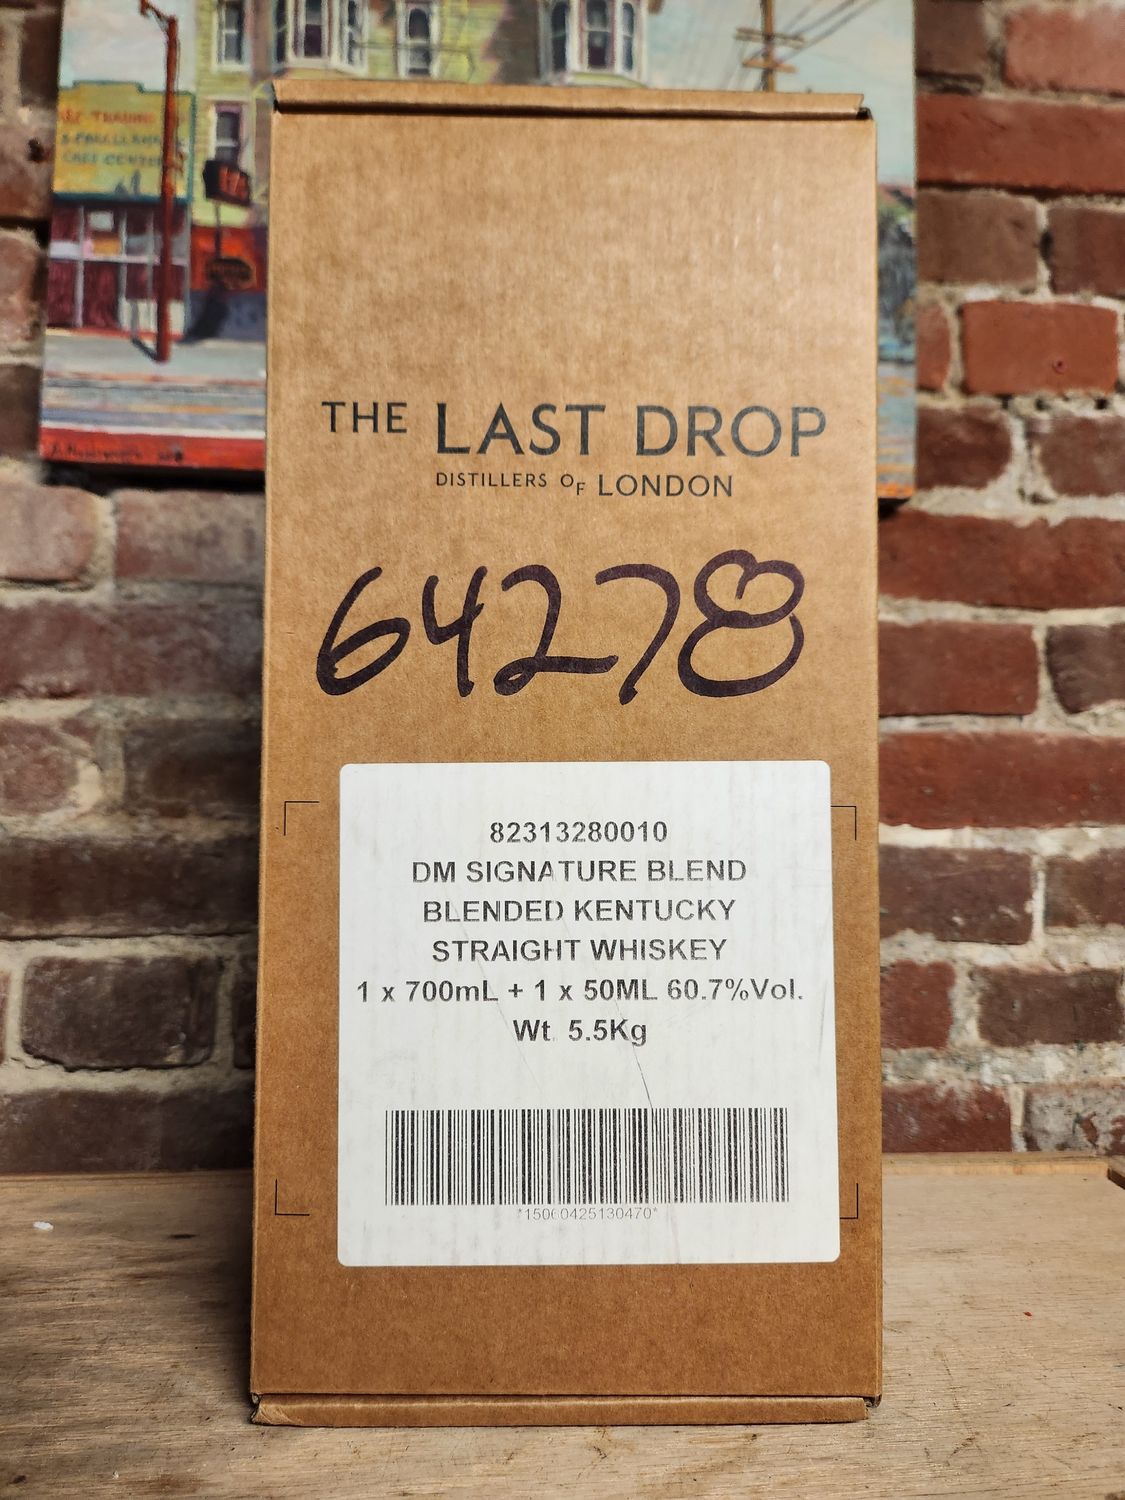 THE LAST DROP
DISTILLERS OF LONDON
64278
82313280010
DM SIGNATURE BLEND
BLENDED KENTUCKY
STRAIGHT WHISKEY
1 x 700mL + 1 x 50ML 60.7%Vol.
Wt. 5.5Kg
*15060425130470*